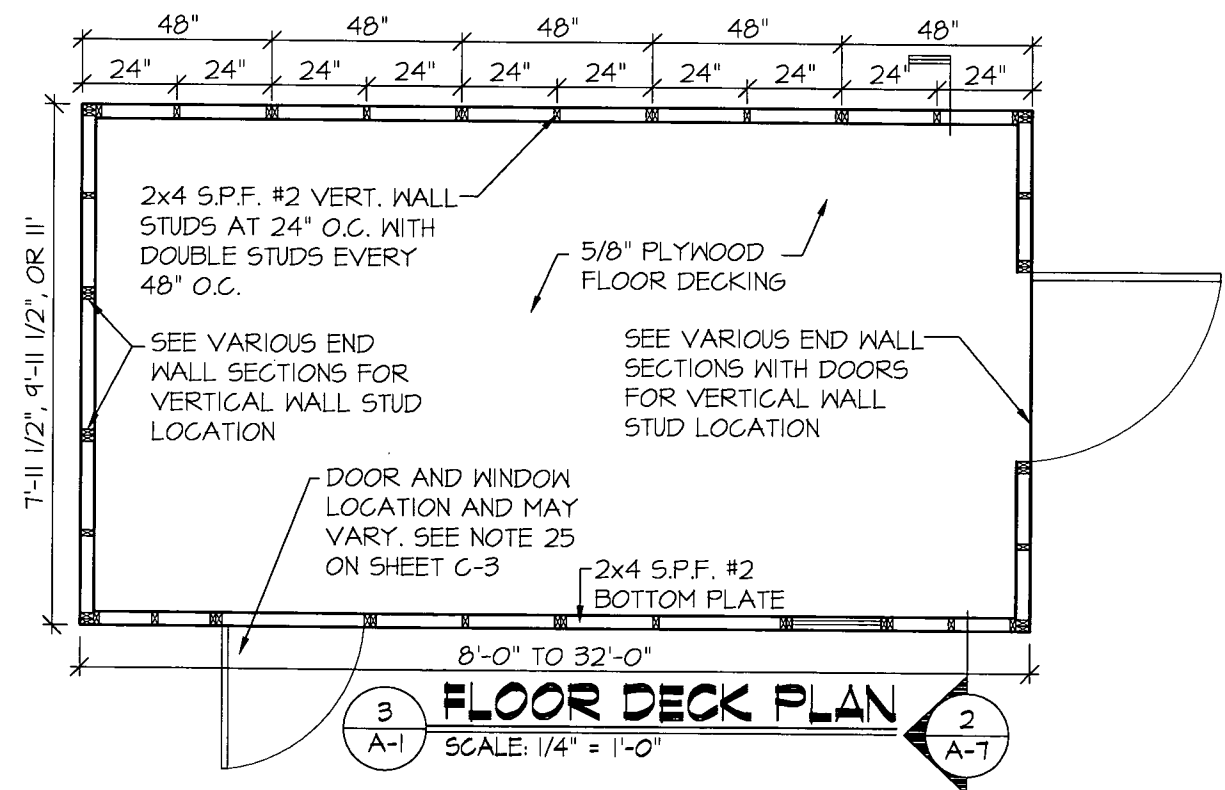 48" 48" 48" 48" 48"
24" 24" 24" 24" 24" 24" 24" 24" 24" 24"
2x4 S.P.F. #2 VERT. WALL
STUDS AT 24" O.C. WITH
DOUBLE STUDS EVERY
48" O.C.
5/8" PLYWOOD
FLOOR DECKING
7'-11 1/2", 9'-11 1/2", OR 11'
SEE VARIOUS END
WALL SECTIONS FOR
VERTICAL WALL STUD
LOCATION
SEE VARIOUS END WALL
SECTIONS WITH DOORS
FOR VERTICAL WALL
STUD LOCATION
DOOR AND WINDOW
LOCATION AND MAY
VARY. SEE NOTE 25
ON SHEET C-3
2x4 S.P.F. #2
BOTTOM PLATE
8'-0" TO 32'-0"
3
A-1
FLOOR DECK PLAN
SCALE: 1/4" = 1'-0"
2
A-7